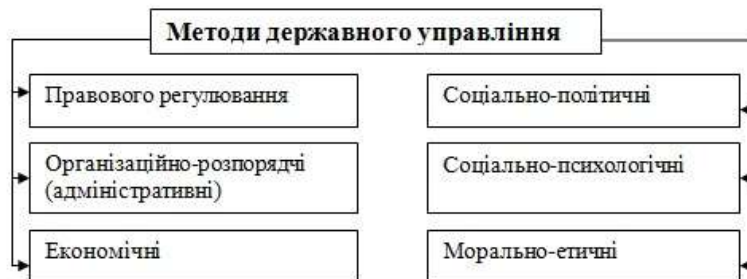 Методи державного управління
Правового регулювання
Організаційно-розпорядчі
(адміністративні)
Економічні
Соціально-політичні
Соціально-психологічні
Морально-етичні